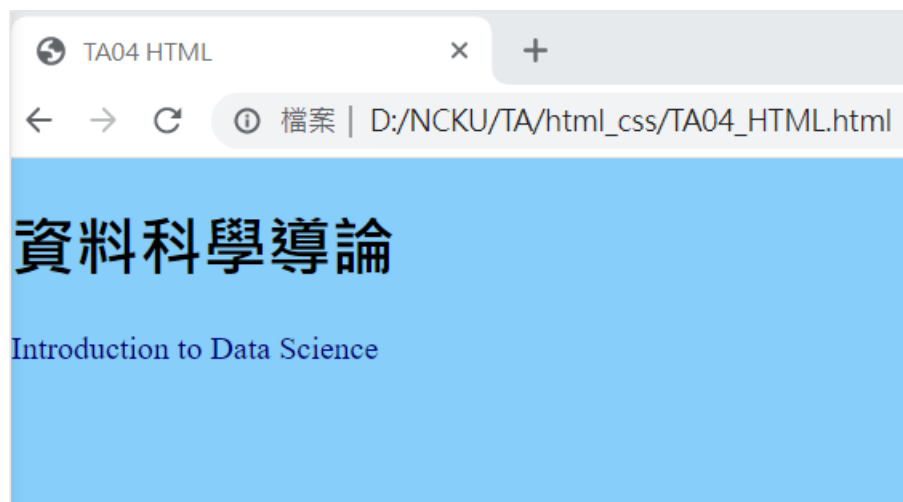 TA04 HTML
檔案 | D:/NCKU/TA/html_css/TA04_HTML.html
資料科學導論
Introduction to Data Science